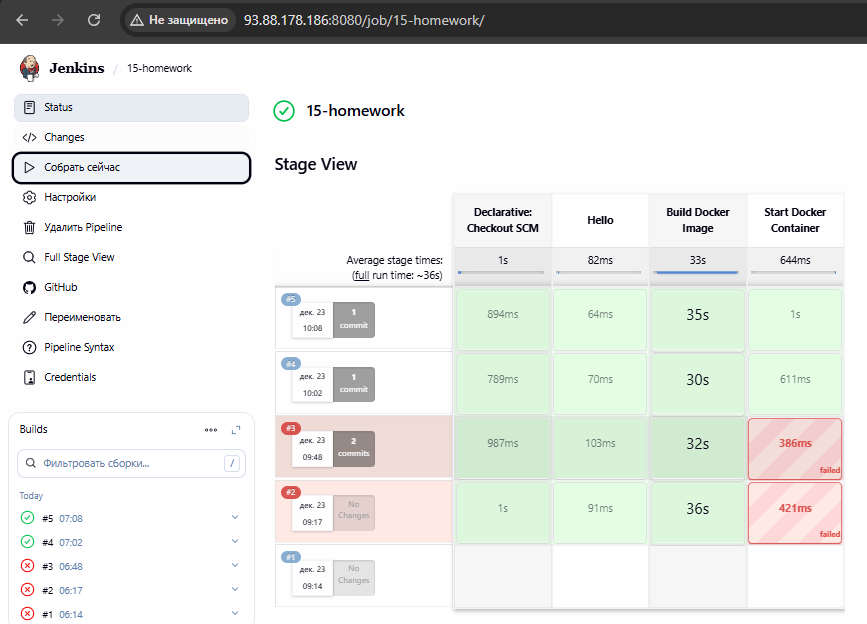 Не защищено
93.88.178.186:8080/job/15-homework/
Jenkins / 15-homework
Status
Changes
Собрать сейчас
Настройки
Удалить Pipeline
Full Stage View
GitHub
Переименовать
Pipeline Syntax
Credentials
Builds
Фильтровать сборки...
/
Today
#5 07:08
#4 07:02
#3 06:48
#2 06:17
#1 06:14
15-homework
Stage View
Declarative:
Checkout SCM
Hello
Build Docker
Image
Start Docker
Container
Average stage times:
(full run time: ~36s)
1s
82ms
33s
644ms
#5
дек. 23
10:08
1
commit
894ms
64ms
35s
1s
#4
дек. 23
10:02
1
commit
789ms
70ms
30s
611ms
#3
дек. 23
09:48
2
commits
987ms
103ms
32s
386ms
failed
#2
дек. 23
09:17
No
Changes
1s
91ms
36s
421ms
failed
#1
дек. 23
09:14
No
Changes